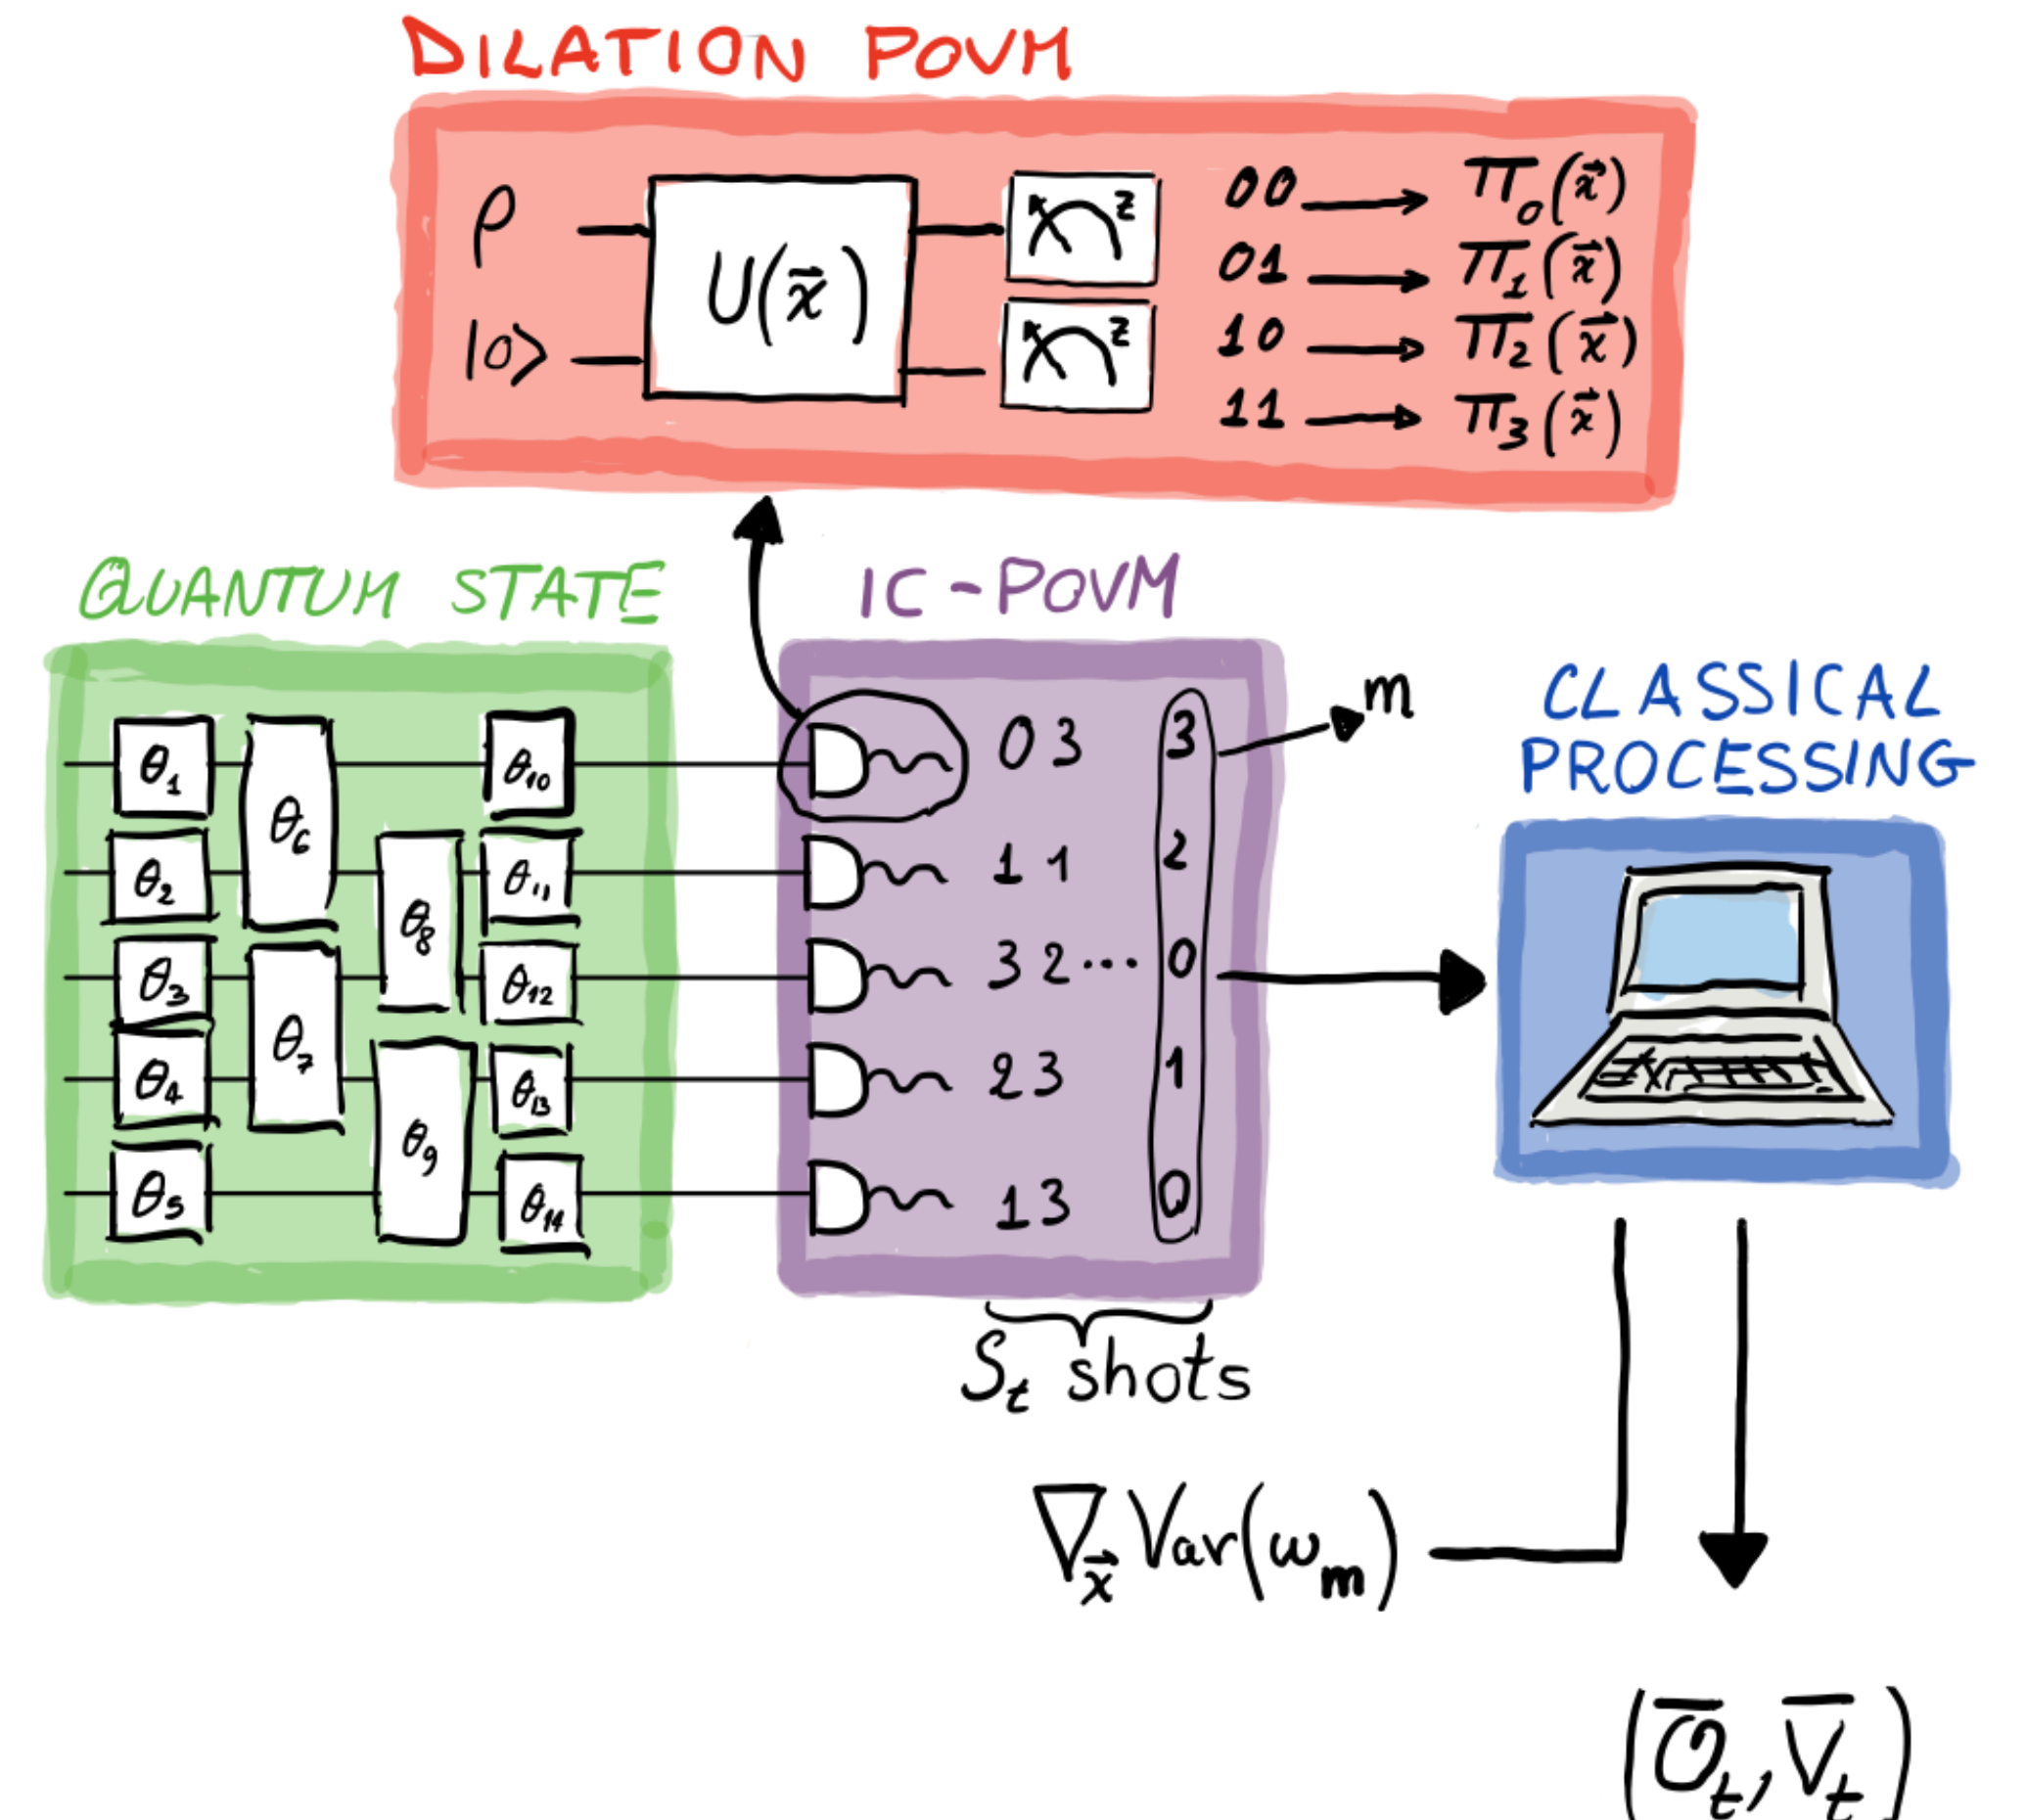 DILATION POVM
ρ
|0⟩
U(x⃗)
z
z
00 → Π₀(x⃗)
01 → Π₁(x⃗)
10 → Π₂(x⃗)
11 → Π₃(x⃗)
QUANTUM STATE
θ₁
θ₂
θ₃
θ₄
θ₅
θ₆
θ₇
θ₈
θ₉
θ₁₀
θ₁₁
θ₁₂
θ₁₃
θ₁₄
IC-POVM
0 3 3
1 1 2
3 2 ... 0
2 3 1
1 3 0
m
Sₜ shots
CLASSICAL
PROCESSING
∇x⃗ Var(ωₘ)
(O̅ₜ, V̅ₜ)